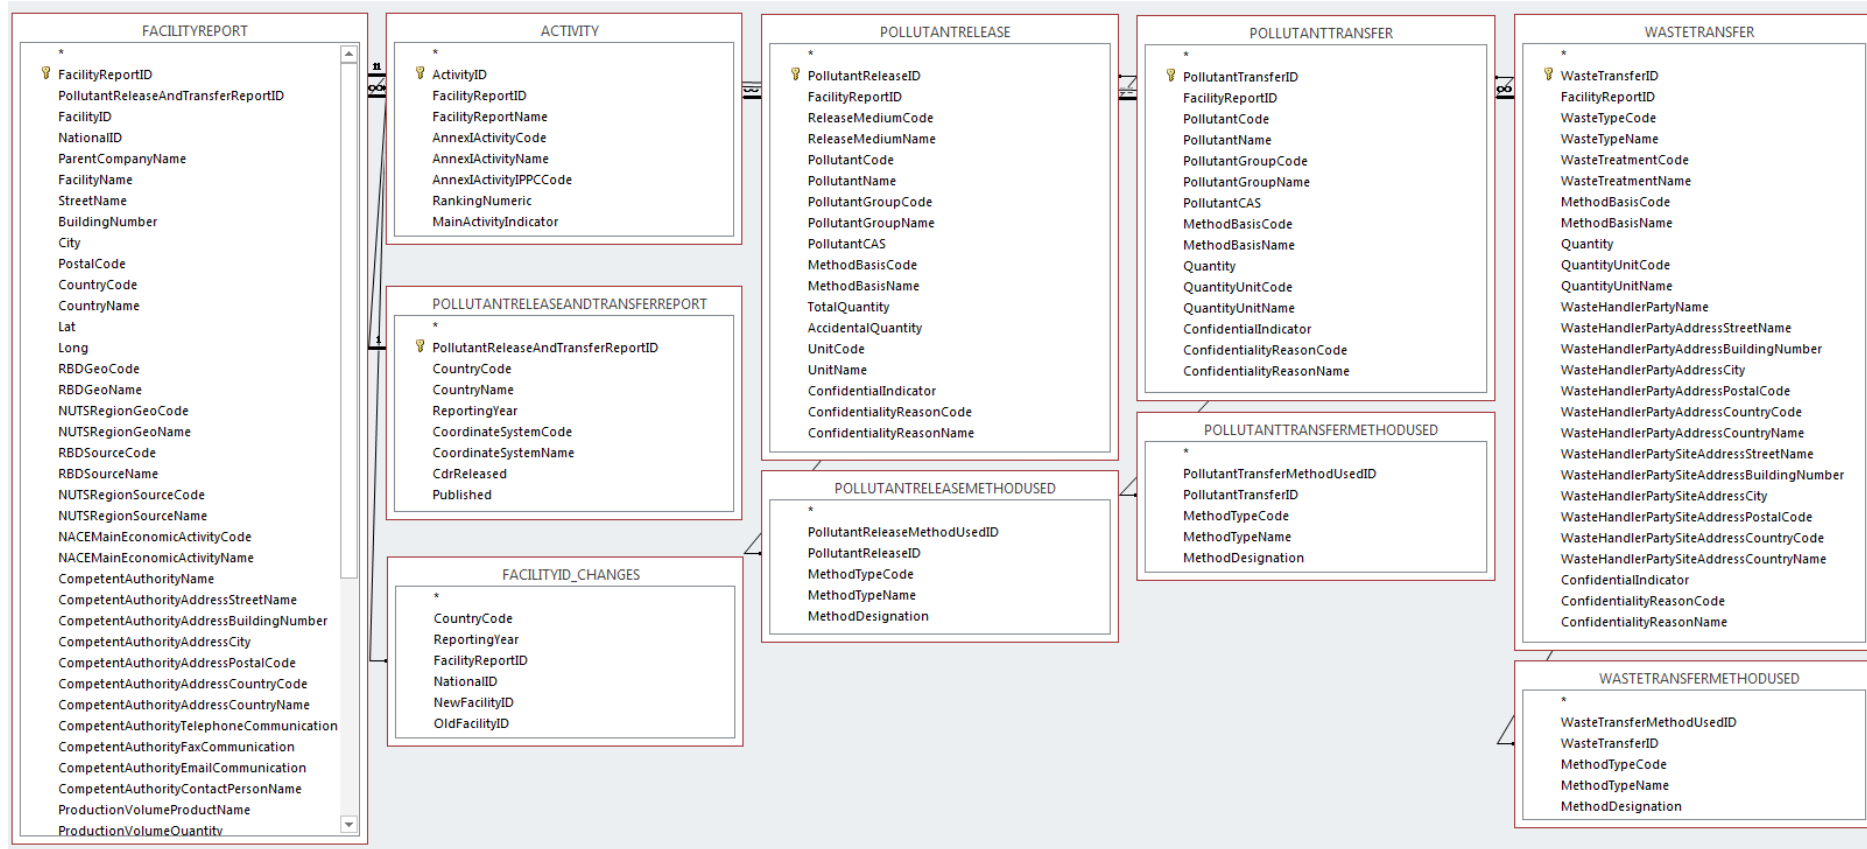 FACILITYREPORT
*
FacilityReportID
PollutantReleaseAndTransferReportID
FacilityID
NationalID
ParentCompanyName
FacilityName
StreetName
BuildingNumber
City
PostalCode
CountryCode
CountryName
Lat
Long
RBDGeoCode
RBDGeoName
NUTSRegionGeoCode
NUTSRegionGeoName
RBDSourceCode
RBDSourceName
NUTSRegionSourceCode
NUTSRegionSourceName
NACEMainEconomicActivityCode
NACEMainEconomicActivityName
CompetentAuthorityName
CompetentAuthorityAddressStreetName
CompetentAuthorityAddressBuildingNumber
CompetentAuthorityAddressCity
CompetentAuthorityAddressPostalCode
CompetentAuthorityAddressCountryCode
CompetentAuthorityAddressCountryName
CompetentAuthorityTelephoneCommunication
CompetentAuthorityFaxCommunication
CompetentAuthorityEmailCommunication
CompetentAuthorityContactPersonName
ProductionVolumeProductName
ProductionVolumeQuantity
ACTIVITY
*
ActivityID
FacilityReportID
FacilityReportName
AnnexIActivityCode
AnnexIActivityName
AnnexIActivityIPPCCode
RankingNumeric
MainActivityIndicator
POLLUTANTRELEASEANDTRANSFERREPORT
*
PollutantReleaseAndTransferReportID
CountryCode
CountryName
ReportingYear
CoordinateSystemCode
CoordinateSystemName
CdrReleased
Published
FACILITYID_CHANGES
*
CountryCode
ReportingYear
FacilityReportID
NationalID
NewFacilityID
OldFacilityID
POLLUTANTRELEASE
*
PollutantReleaseID
FacilityReportID
ReleaseMediumCode
ReleaseMediumName
PollutantCode
PollutantName
PollutantGroupCode
PollutantGroupName
PollutantCAS
MethodBasisCode
MethodBasisName
TotalQuantity
AccidentalQuantity
UnitCode
UnitName
ConfidentialIndicator
ConfidentialityReasonCode
ConfidentialityReasonName
POLLUTANTRELEASEMETHODUSED
*
PollutantReleaseMethodUsedID
PollutantReleaseID
MethodTypeCode
MethodTypeName
MethodDesignation
POLLUTANTTRANSFER
*
PollutantTransferID
FacilityReportID
PollutantCode
PollutantName
PollutantGroupCode
PollutantGroupName
PollutantCAS
MethodBasisCode
MethodBasisName
Quantity
QuantityUnitCode
QuantityUnitName
ConfidentialIndicator
ConfidentialityReasonCode
ConfidentialityReasonName
POLLUTANTTRANSFERMETHODUSED
*
PollutantTransferMethodUsedID
PollutantTransferID
MethodTypeCode
MethodTypeName
MethodDesignation
WASTETRANSFER
*
WasteTransferID
FacilityReportID
WasteTypeCode
WasteTypeName
WasteTreatmentCode
WasteTreatmentName
MethodBasisCode
MethodBasisName
Quantity
QuantityUnitCode
QuantityUnitName
WasteHandlerPartyName
WasteHandlerPartyAddressStreetName
WasteHandlerPartyAddressBuildingNumber
WasteHandlerPartyAddressCity
WasteHandlerPartyAddressPostalCode
WasteHandlerPartyAddressCountryCode
WasteHandlerPartyAddressCountryName
WasteHandlerPartySiteAddressStreetName
WasteHandlerPartySiteAddressBuildingNumber
WasteHandlerPartySiteAddressCity
WasteHandlerPartySiteAddressPostalCode
WasteHandlerPartySiteAddressCountryCode
WasteHandlerPartySiteAddressCountryName
ConfidentialIndicator
ConfidentialityReasonCode
ConfidentialityReasonName
WASTETRANSFERMETHODUSED
*
WasteTransferMethodUsedID
WasteTransferID
MethodTypeCode
MethodTypeName
MethodDesignation
1